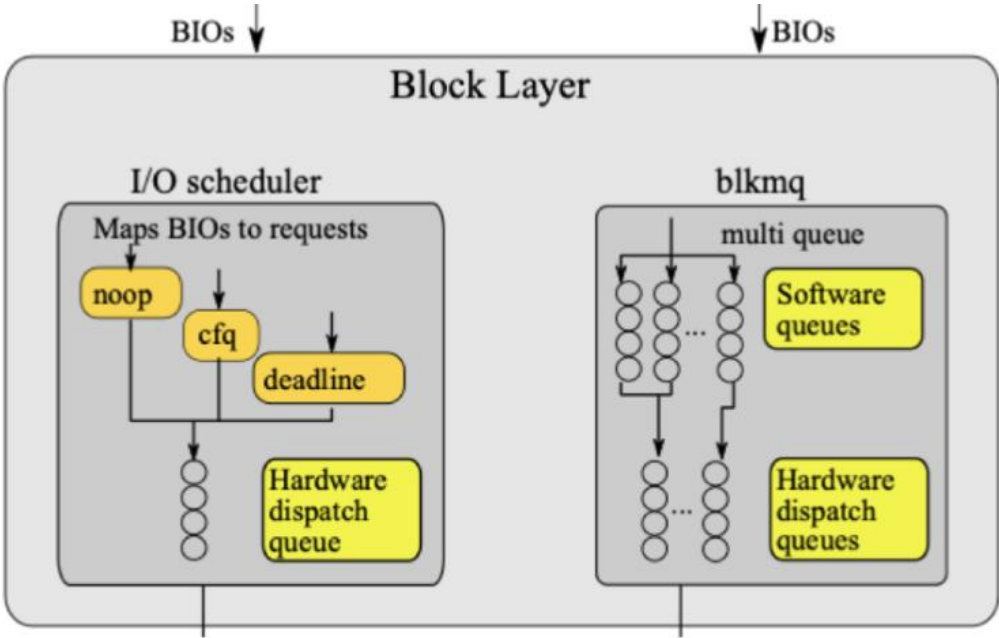 BIOs
BIOs
Block Layer
I/O scheduler
Maps BIOs to requests
noop
cfq
deadline
Hardware
dispatch
queue
blkmq
multi queue
Software
queues
...
Hardware
dispatch
queues
...